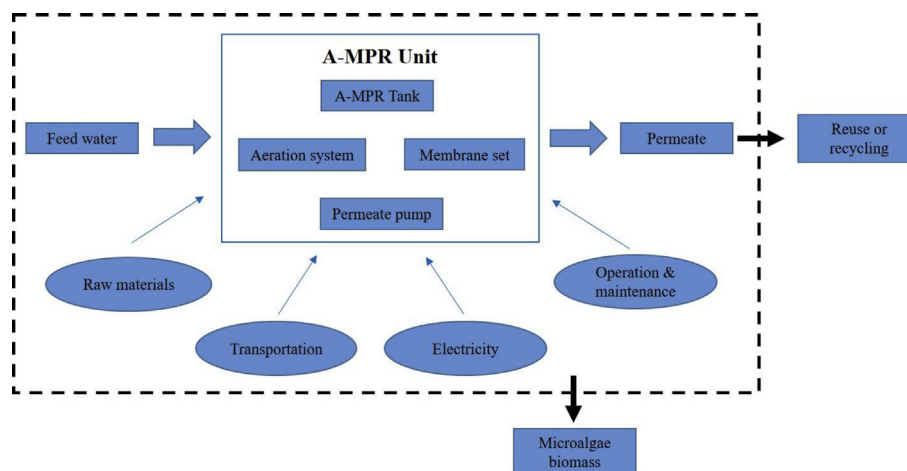 A-MPR Unit
A-MPR Tank
Feed water
Aeration system
Membrane set
Permeate
Reuse or
recycling
Permeate pump
Raw materials
Operation &
maintenance
Transportation
Electricity
Microalgae
biomass